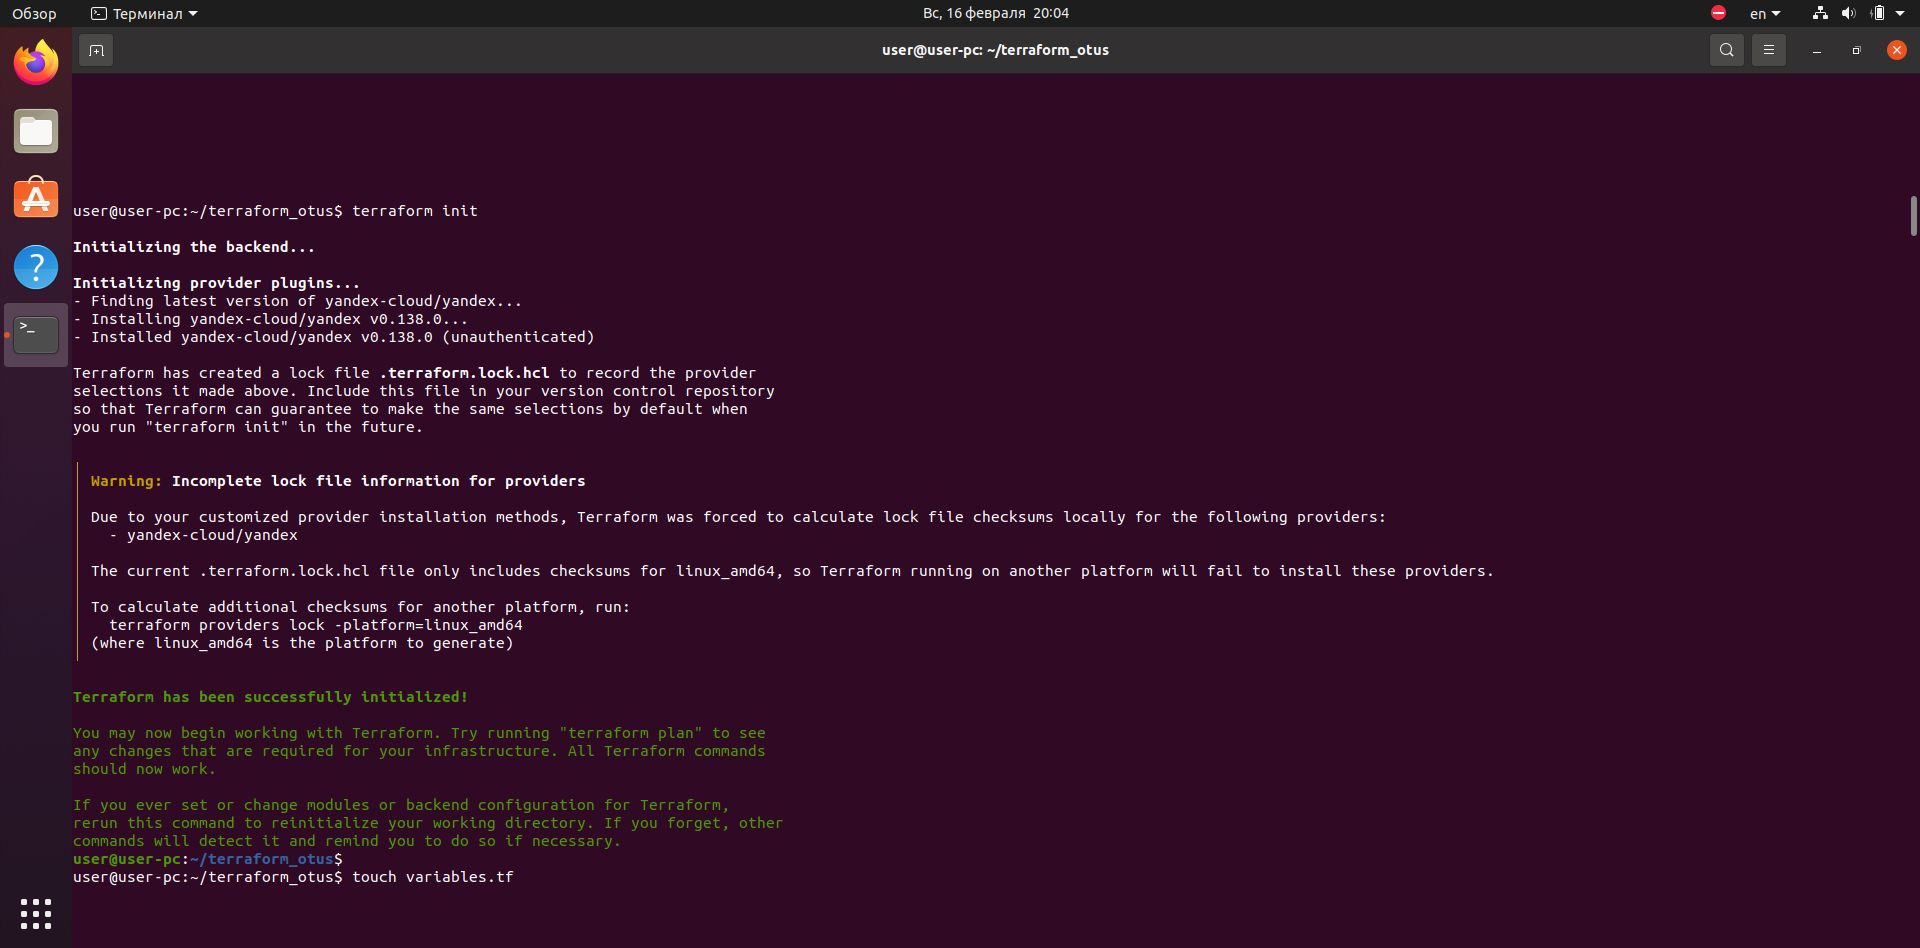 Обзор
Терминал
Вс, 16 февраля 20:04
en
user@user-pc: ~/terraform_otus
user@user-pc:~/terraform_otus$ terraform init
Initializing the backend...
Initializing provider plugins...
- Finding latest version of yandex-cloud/yandex...
- Installing yandex-cloud/yandex v0.138.0...
- Installed yandex-cloud/yandex v0.138.0 (unauthenticated)
Terraform has created a lock file .terraform.lock.hcl to record the provider
selections it made above. Include this file in your version control repository
so that Terraform can guarantee to make the same selections by default when
you run "terraform init" in the future.
Warning: Incomplete lock file information for providers
Due to your customized provider installation methods, Terraform was forced to calculate lock file checksums locally for the following providers:
- yandex-cloud/yandex
The current .terraform.lock.hcl file only includes checksums for linux_amd64, so Terraform running on another platform will fail to install these providers.
To calculate additional checksums for another platform, run:
terraform providers lock -platform=linux_amd64
(where linux_amd64 is the platform to generate)
Terraform has been successfully initialized!
You may now begin working with Terraform. Try running "terraform plan" to see
any changes that are required for your infrastructure. All Terraform commands
should now work.
If you ever set or change modules or backend configuration for Terraform,
rerun this command to reinitialize your working directory. If you forget, other
commands will detect it and remind you to do so if necessary.
user@user-pc:~/terraform_otus$
user@user-pc:~/terraform_otus$ touch variables.tf